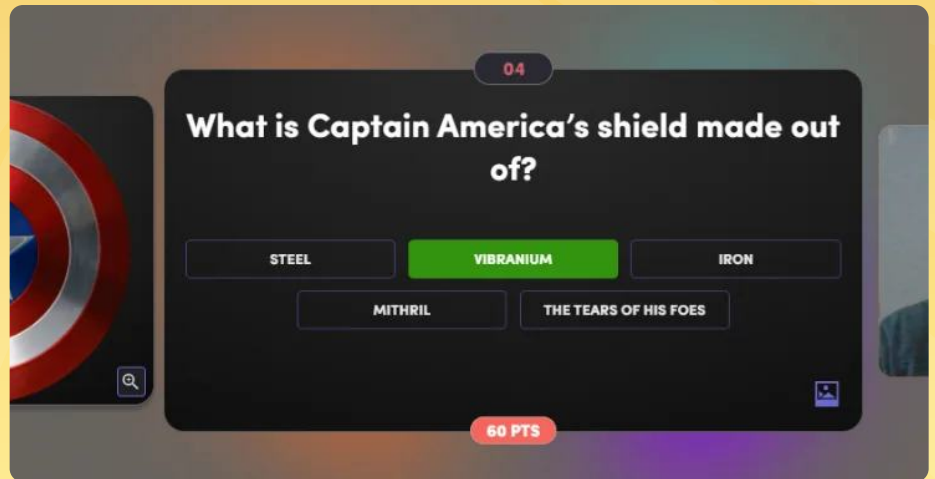 04
What is Captain America's shield made out
of?
STEEL
VIBRANIUM
IRON
MITHRIL
THE TEARS OF HIS FOES
60 PTS